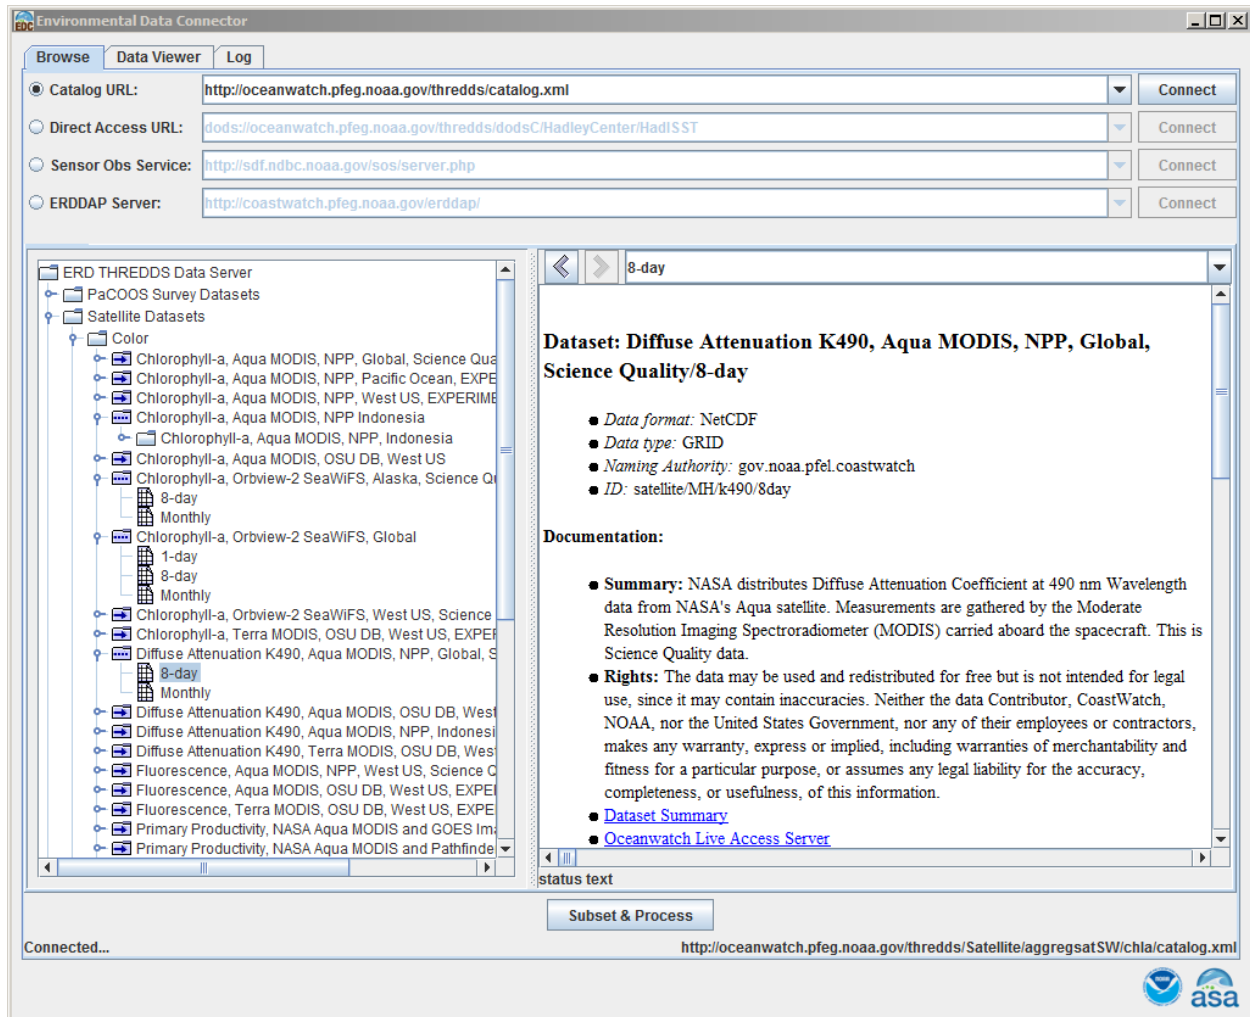 EDC Environmental Data Connector
Browse Data Viewer Log
Catalog URL: http://oceanwatch.pfeg.noaa.gov/thredds/catalog.xml Connect
Direct Access URL: dods://oceanwatch.pfeg.noaa.gov/thredds/dodsC/HadleyCenter/HadISST Connect
Sensor Obs Service: http://sdf.ndbc.noaa.gov/sos/server.php Connect
ERDDAP Server: http://coastwatch.pfeg.noaa.gov/erddap/ Connect
ERD THREDDS Data Server
PaCOOS Survey Datasets
Satellite Datasets
Color
Chlorophyll-a, Aqua MODIS, NPP, Global, Science Qua
Chlorophyll-a, Aqua MODIS, NPP, Pacific Ocean, EXPE
Chlorophyll-a, Aqua MODIS, NPP, West US, EXPERIME
Chlorophyll-a, Aqua MODIS, NPP Indonesia
Chlorophyll-a, Aqua MODIS, NPP, Indonesia
Chlorophyll-a, Aqua MODIS, OSU DB, West US
Chlorophyll-a, Orbview-2 SeaWiFS, Alaska, Science Q
8-day
Monthly
Chlorophyll-a, Orbview-2 SeaWiFS, Global
1-day
8-day
Monthly
Chlorophyll-a, Orbview-2 SeaWiFS, West US, Science
Chlorophyll-a, Terra MODIS, OSU DB, West US, EXPE
Diffuse Attenuation K490, Aqua MODIS, NPP, Global, S
8-day
Monthly
Diffuse Attenuation K490, Aqua MODIS, OSU DB, West
Diffuse Attenuation K490, Aqua MODIS, NPP, Indonesi
Diffuse Attenuation K490, Terra MODIS, OSU DB, Wes
Fluorescence, Aqua MODIS, NPP, West US, Science Q
Fluorescence, Aqua MODIS, OSU DB, West US, EXPE
Fluorescence, Terra MODIS, OSU DB, West US, EXPE
Primary Productivity, NASA Aqua MODIS and GOES Im
Primary Productivity, NASA Aqua MODIS and Pathfinde
8-day
Dataset: Diffuse Attenuation K490, Aqua MODIS, NPP, Global,
Science Quality/8-day
Data format: NetCDF
Data type: GRID
Naming Authority: gov.noaa.pfel.coastwatch
ID: satellite/MH/k490/8day
Documentation:
Summary: NASA distributes Diffuse Attenuation Coefficient at 490 nm Wavelength
data from NASA's Aqua satellite. Measurements are gathered by the Moderate
Resolution Imaging Spectroradiometer (MODIS) carried aboard the spacecraft. This is
Science Quality data.
Rights: The data may be used and redistributed for free but is not intended for legal
use, since it may contain inaccuracies. Neither the data Contributor, CoastWatch,
NOAA, nor the United States Government, nor any of their employees or contractors,
makes any warranty, express or implied, including warranties of merchantability and
fitness for a particular purpose, or assumes any legal liability for the accuracy,
completeness, or usefulness, of this information.
Dataset Summary
Oceanwatch Live Access Server
status text
Subset & Process
Connected... http://oceanwatch.pfeg.noaa.gov/thredds/Satellite/aggregsatSW/chla/catalog.xml
asa